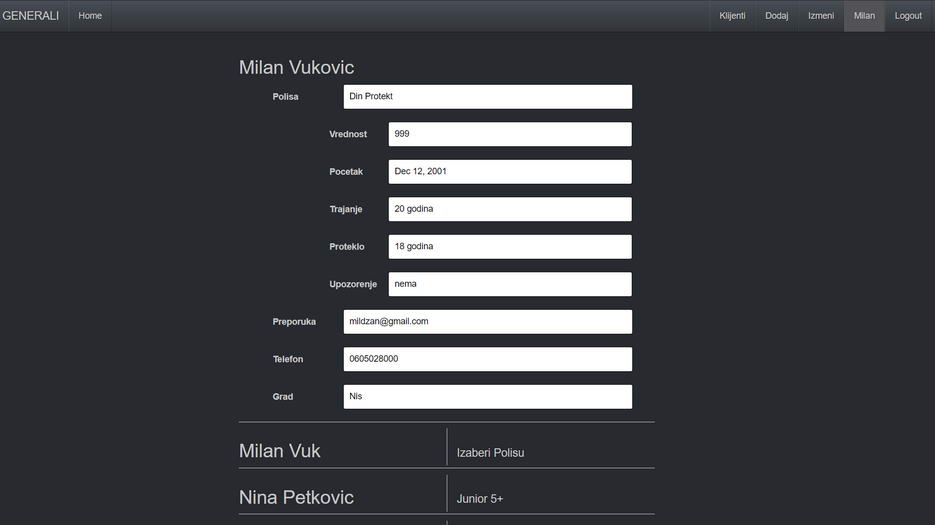 GENERALI Home Klijenti Dodaj Izmeni Milan Logout
Milan Vukovic
Polisa Din Protekt
Vrednost 999
Pocetak Dec 12, 2001
Trajanje 20 godina
Proteklo 18 godina
Upozorenje nema
Preporuka mildzan@gmail.com
Telefon 0605028000
Grad Nis
Milan Vuk Izaberi Polisu
Nina Petkovic Junior 5+